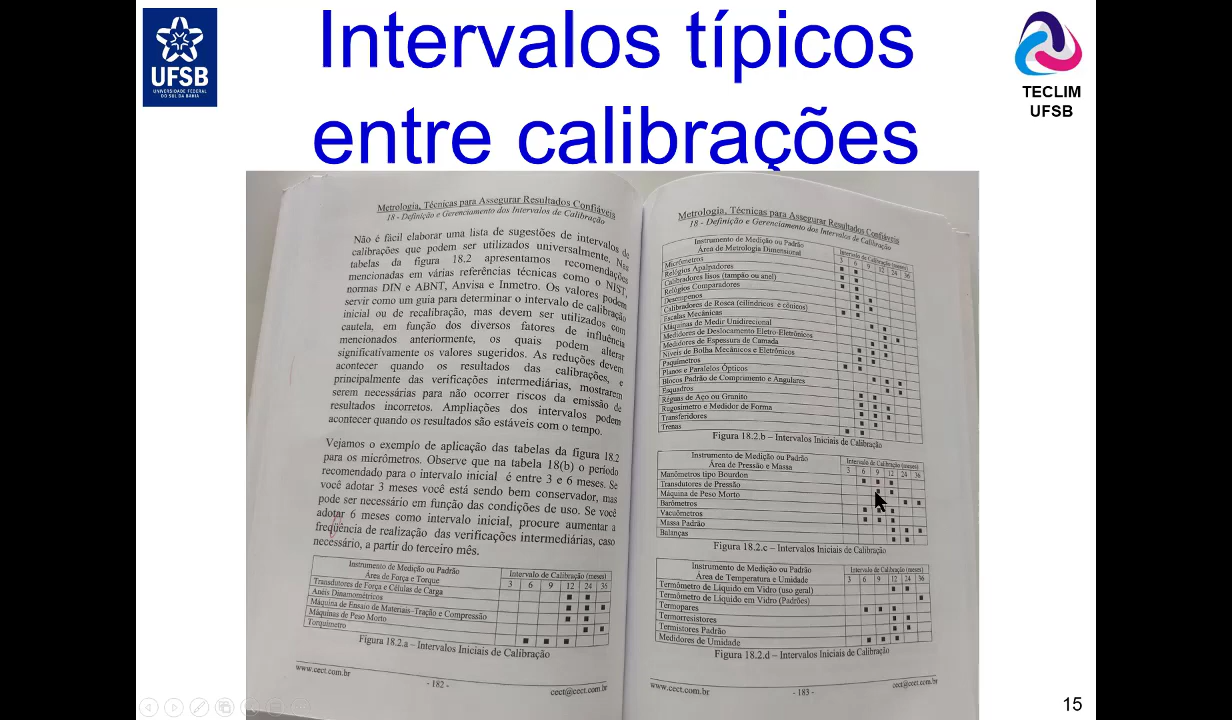 Intervalos típicos
entre calibrações
UFSB
UNIVERSIDADE FEDERAL
DO SUL DA BAHIA
TECLIM
UFSB
Metrologia, Técnicas para Assegurar Resultados Confiáveis
18 - Definição e Gerenciamento dos Intervalos de Calibração
Não é fácil elaborar uma lista de sugestões de intervalos de
calibrações que podem ser utilizados universalmente. Nas
tabelas da figura 18.2 apresentamos recomendações
mencionadas em várias referências técnicas como o NIST,
normas DIN e ABNT, Anvisa e Inmetro. Os valores podem
servir como um guia para determinar o intervalo de calibração
inicial ou de recalibração, mas devem ser utilizados com
cautela, em função dos diversos fatores de influência
mencionados anteriormente, os quais podem alterar
significativamente os valores sugeridos. As reduções devem
acontecer quando os resultados das calibrações, e
principalmente das verificações intermediárias, mostrarem
serem necessárias para não ocorrer riscos da emissão de
resultados incorretos. Ampliações dos intervalos podem
acontecer quando os resultados são estáveis com o tempo.
Vejamos o exemplo de aplicação das tabelas da figura 18.2
para os micrômetros. Observe que na tabela 18(b) o período
recomendado para o intervalo inicial é entre 3 e 6 meses. Se
você adotar 3 meses você está sendo bem conservador, mas
pode ser necessário em função das condições de uso. Se você
adotar 6 meses como intervalo inicial, procure aumentar a
frequência de realização das verificações intermediárias, caso
necessário, a partir do terceiro mês.
Instrumento de Medição ou Padrão
Área de Força e Torque
Intervalo de Calibração (meses)
3 6 9 12 24 36
Transdutores de Força e Células de Carga
Anéis Dinamométricos
Máquina de Ensaio de Materiais–Tração e Compressão
Máquinas de Peso Morto
Torquímetro
Figura 18.2.a – Intervalos Iniciais de Calibração
www.cect.com.br
- 182 -
cect@cect.com.br
Metrologia, Técnicas para Assegurar Resultados Confiáveis
18 - Definição e Gerenciamento dos Intervalos de Calibração
Instrumento de Medição ou Padrão
Área de Metrologia Dimensional
Intervalo de Calibração (meses)
3 6 9 12 24 36
Micrômetros
Relógios Apalpadores
Calibradores lisos (tampão ou anel)
Relógios Comparadores
Desempenos
Calibradores de Rosca (cilíndricos e cônicos)
Escalas Mecânicas
Máquinas de Medir Unidirecional
Medidores de Deslocamento Eletro-Eletrônicos
Medidores de Espessura de Camada
Níveis de Bolha Mecânicos e Eletrônicos
Paquímetros
Planos e Paralelos Ópticos
Blocos Padrão de Comprimento e Angulares
Esquadros
Réguas de Aço ou Granito
Rugosímetro e Medidor de Forma
Transferidores
Trenas
Figura 18.2.b – Intervalos Iniciais de Calibração
Instrumento de Medição ou Padrão
Área de Pressão e Massa
Intervalo de Calibração (meses)
3 6 9 12 24 36
Manômetros tipo Bourdon
Transdutores de Pressão
Máquina de Peso Morto
Barômetros
Vacuômetros
Massa Padrão
Balanças
Figura 18.2.c – Intervalos Iniciais de Calibração
Instrumento de Medição ou Padrão
Área de Temperatura e Umidade
Intervalo de Calibração (meses)
3 6 9 12 24 36
Termômetro de Líquido em Vidro (uso geral)
Termômetro de Líquido em Vidro (Padrões)
Termopares
Termorresistores
Termistores Padrão
Medidores de Umidade
Figura 18.2.d – Intervalos Iniciais de Calibração
www.cect.com.br
- 183 -
cect@cect.com.br
15